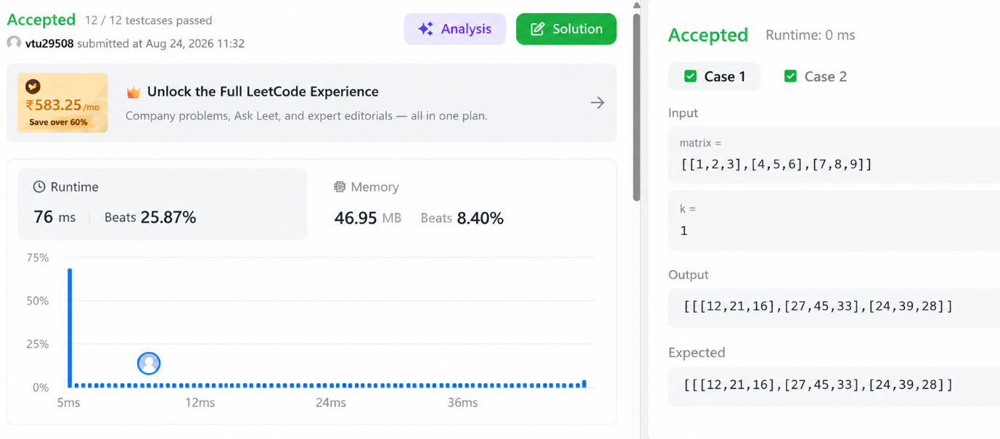 Accepted 12 / 12 testcases passed
vtu29508 submitted at Aug 24, 2026 11:32
Analysis
Solution
₹583.25/mo
Save over 60%
Unlock the Full LeetCode Experience
Company problems, Ask Leet, and expert editorials — all in one plan.
Runtime
76 ms Beats 25.87%
Memory
46.95 MB Beats 8.40%
75%
50%
25%
0%
5ms 12ms 24ms 36ms
Accepted Runtime: 0 ms
Case 1 Case 2
Input
matrix =
[[1,2,3],[4,5,6],[7,8,9]]
k =
1
Output
[[[12,21,16],[27,45,33],[24,39,28]]
Expected
[[[12,21,16],[27,45,33],[24,39,28]]